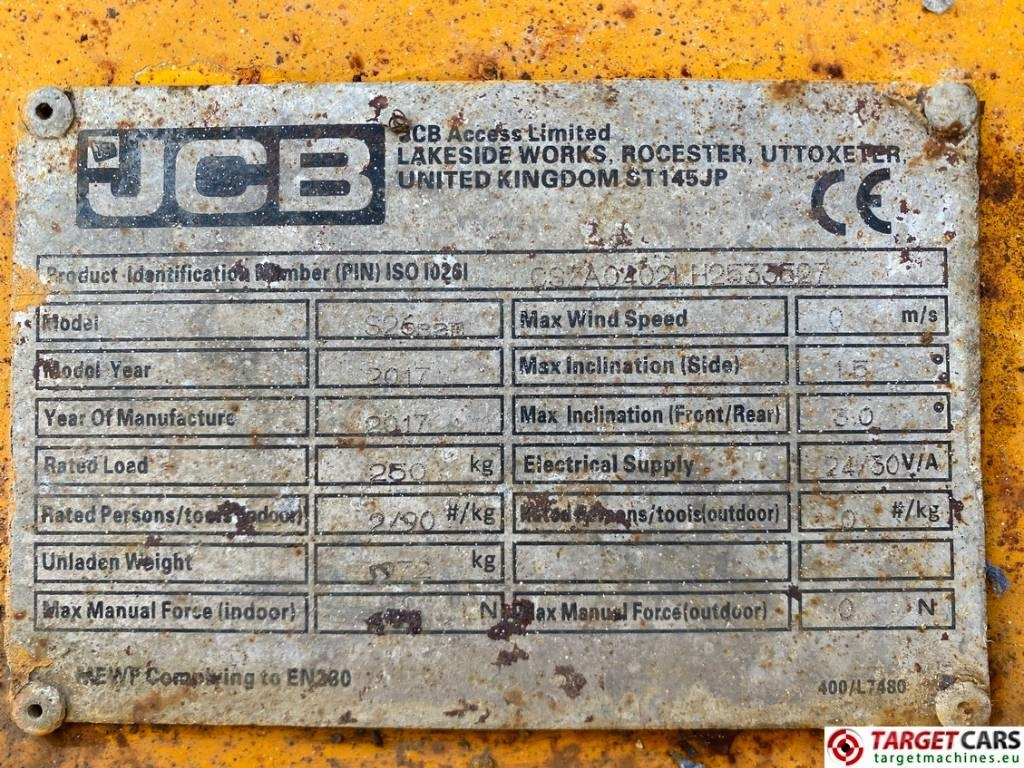 JCB
JCB Access Limited
LAKESIDE WORKS, ROCESTER, UTTOXETER,
UNITED KINGDOM ST145JP
CE
Product Identification Number (PIN) ISO 10261
Model
Max Wind Speed 0 m/s
Model Year 2017 Max Inclination (Side) 1.5 °
Year Of Manufacture 2017 Max Inclination (Front/Rear) 3.0 °
Rated Load 250 kg Electrical Supply 24/30 V/A
Rated Persons/tools(indoor) 2/90 #/kg Rated Persons/tools(outdoor) 0 #/kg
Unladen Weight kg
Max Manual Force (indoor) N Max Manual Force(outdoor) 0 N
MEWP Complying to EN280
400/L7480
TARGETCARS
targetmachines.eu